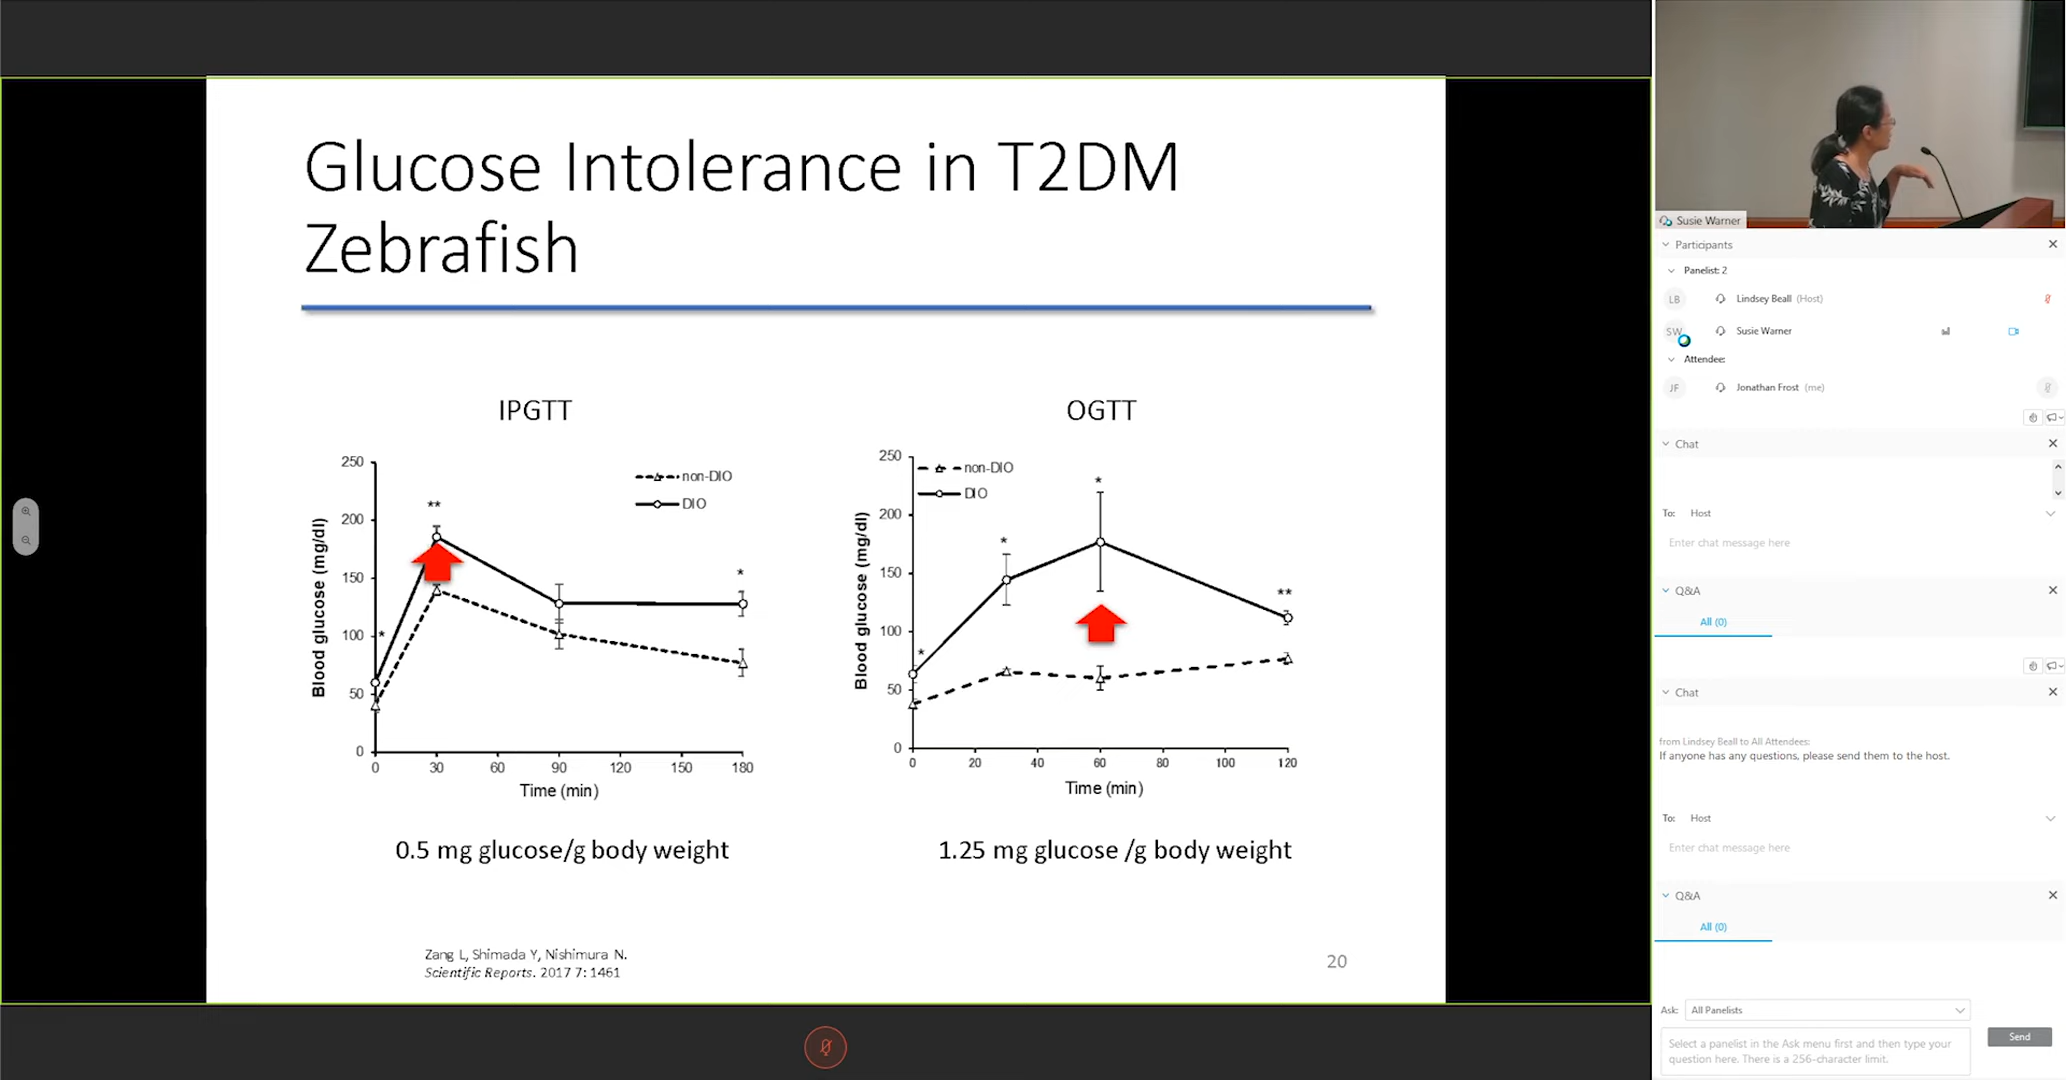 Glucose Intolerance in T2DM
Zebrafish
IPGTT
250
200
150
100
50
0
Blood glucose (mg/dl)
**
*
*
non-DIO
DIO
0
30
60
90
120
150
180
Time (min)
0.5 mg glucose/g body weight
OGTT
250
200
150
100
50
0
Blood glucose (mg/dl)
non-DIO
DIO
*
*
*
**
0
20
40
60
80
100
120
Time (min)
1.25 mg glucose /g body weight
Zang L, Shimada Y, Nishimura N.
Scientific Reports. 2017 7: 1461
20
Susie Warner
Participants
Panelist: 2
LB Lindsey Beall (Host)
SW Susie Warner
Attendee:
JF Jonathan Frost (me)
Chat
To: Host
Enter chat message here
Q&A
All (0)
Chat
from Lindsey Beall to All Attendees:
If anyone has any questions, please send them to the host.
To: Host
Enter chat message here
Q&A
All (0)
Ask: All Panelists
Select a panelist in the Ask menu first and then type your
question here. There is a 256-character limit.
Send